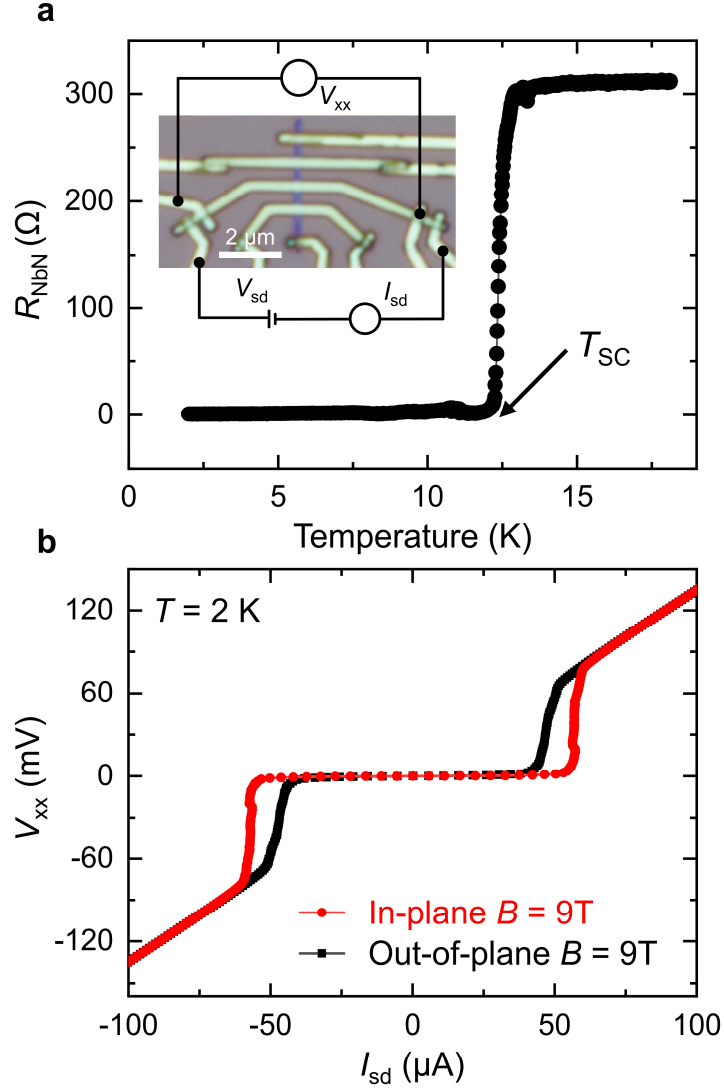 a
300
200
100
0
R_NbN (Ω)
V_xx
2 μm
V_sd
I_sd
T_SC
0 5 10 15
Temperature (K)
b
T = 2 K
120
60
0
-60
-120
V_xx (mV)
In-plane B = 9T
Out-of-plane B = 9T
-100 -50 0 50 100
I_sd (μA)